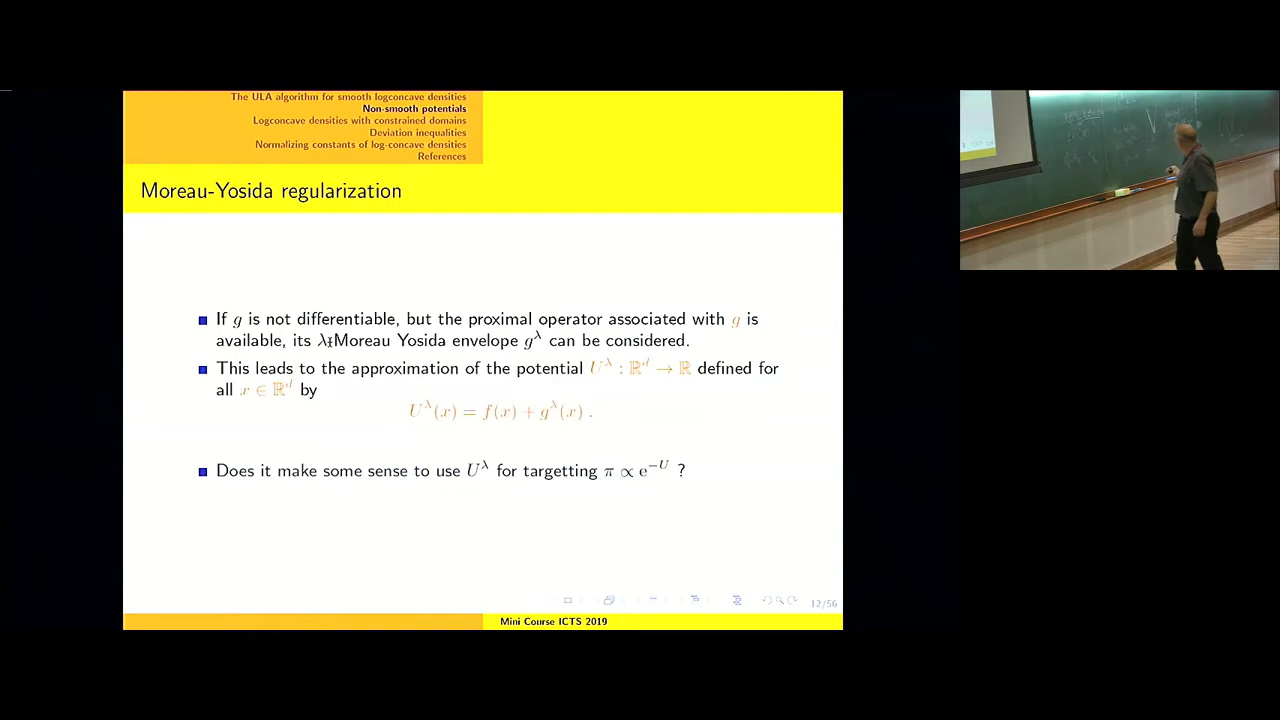 The ULA algorithm for smooth logconcave densities
Non-smooth potentials
Logconcave densities with constrained domains
Deviation inequalities
Normalizing constants of log-concave densities
References
Moreau-Yosida regularization
If g is not differentiable, but the proximal operator associated with g is
available, its λ-Moreau Yosida envelope g^λ can be considered.
This leads to the approximation of the potential U^λ : ℝ^d → ℝ defined for
all x ∈ ℝ^d by
U^λ(x) = f(x) + g^λ(x) .
Does it make some sense to use U^λ for targetting π ∝ e^{-U} ?
12/56
Mini Course ICTS 2019